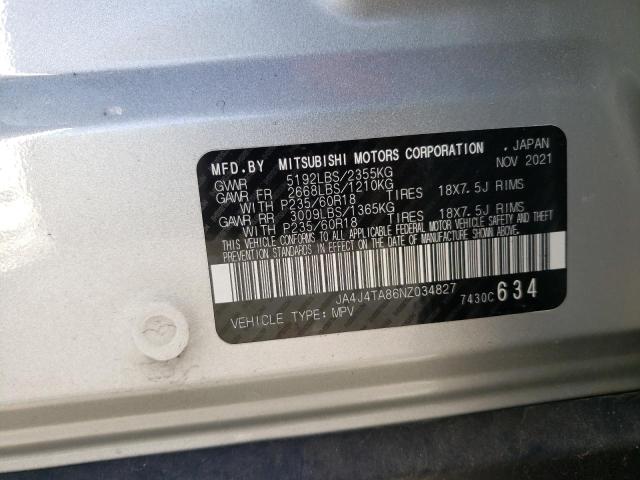 MFD.BY MITSUBISHI MOTORS CORPORATION , JAPAN
GVWR 5192LBS/2355KG NOV 2021
GAWR FR 2668LBS/1210KG
WITH P235/60R18 TIRES 18X7.5J RIMS
GAWR RR 3009LBS/1365KG
WITH P235/60R18 TIRES 18X7.5J RIMS
THIS VEHICLE CONFORMS TO ALL APPLICABLE FEDERAL MOTOR VEHICLE SAFETY AND THEFT
PREVENTION STANDARDS IN EFFECT ON THE DATE OF MANUFACTURE SHOWN ABOVE.
JA4J4TA86NZ034827 7430C 634
VEHICLE TYPE: MPV